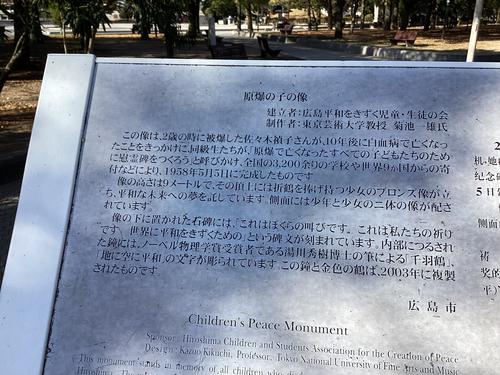 原爆の子の像
建立者：広島平和をきずく児童・生徒の会
制作者：東京芸術大学教授 菊池 一雄氏
この像は、2歳の時に被爆した佐々木禎子さんが、10年後に白血病で亡くなっ
たことをきっかけに、同級生たちが、「原爆で亡くなったすべての子どもたちのため
に慰霊碑をつくろう」と呼びかけ、全国の3,200余りの学校や世界9か国からの寄
付などにより、1958年5月5日に完成したものです
像の高さは9メートルで、その頂上には折鶴を捧げ持つ少女のブロンズ像が立
ち、平和な未来への夢を託しています。側面には少年と少女の二体の像が配さ
れています。
像の下に置かれた石碑には、「これはぼくらの叫びです。これは私たちの祈り
です 世界に平和をきずくための」という碑文が刻まれています。内部につるされ
た鐘には、ノーベル物理学賞受賞者である湯川秀樹博士の筆による「千羽鶴」、
「地に空に平和」の文字が彫られています。この鐘と金色の鶴は、2003年に複製
されたものです
広島市
Children's Peace Monument
Sponsor: Hiroshima Children and Students Association for the Creation of Peace
Design: Kazuo Kikuchi, Professor, Tokyo National University of Fine Arts and Music
This monument stands in memory of all children who
2
机,她
纪念
5日
侧面
祷
奖的
平)